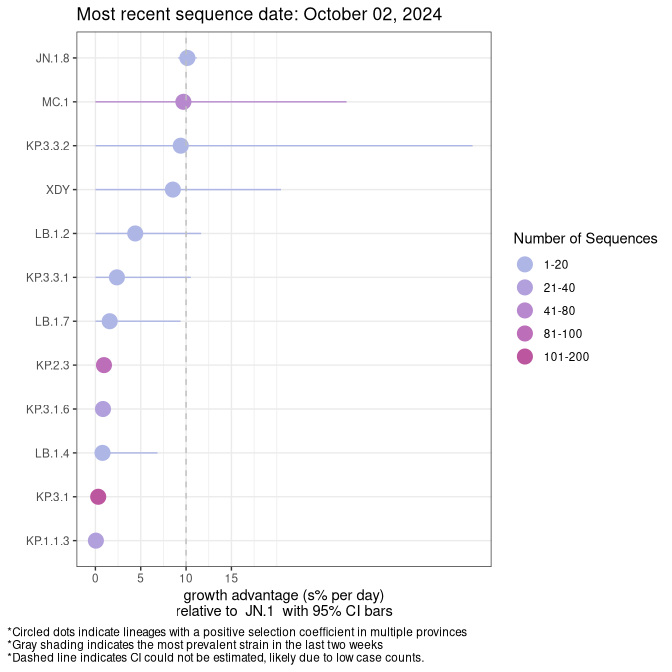 Most recent sequence date: October 02, 2024
JN.1.8
MC.1
KP.3.3.2
XDY
LB.1.2
KP.3.3.1
LB.1.7
KP.2.3
KP.3.1.6
LB.1.4
KP.3.1
KP.1.1.3
0 5 10 15
growth advantage (s% per day)
relative to JN.1 with 95% CI bars
Number of Sequences
1-20
21-40
41-80
81-100
101-200
*Circled dots indicate lineages with a positive selection coefficient in multiple provinces
*Gray shading indicates the most prevalent strain in the last two weeks
*Dashed line indicates CI could not be estimated, likely due to low case counts.